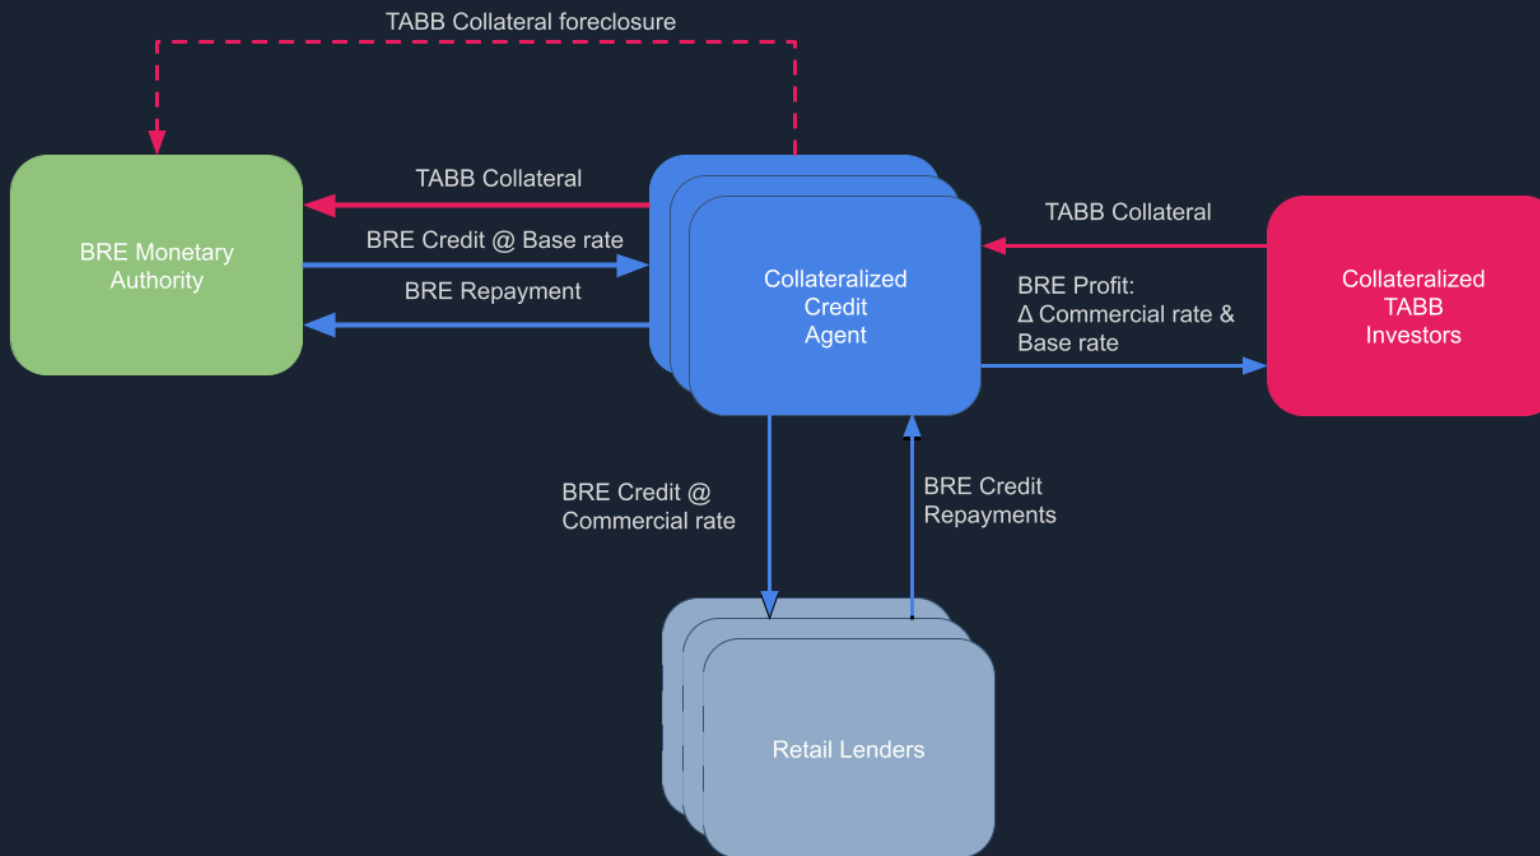 TABB Collateral foreclosure
TABB Collateral
BRE Credit @ Base rate
BRE Repayment
BRE Monetary
Authority
Collateralized
Credit
Agent
TABB Collateral
BRE Profit:
Δ Commercial rate &
Base rate
Collateralized
TABB
Investors
BRE Credit @
Commercial rate
BRE Credit
Repayments
Retail Lenders